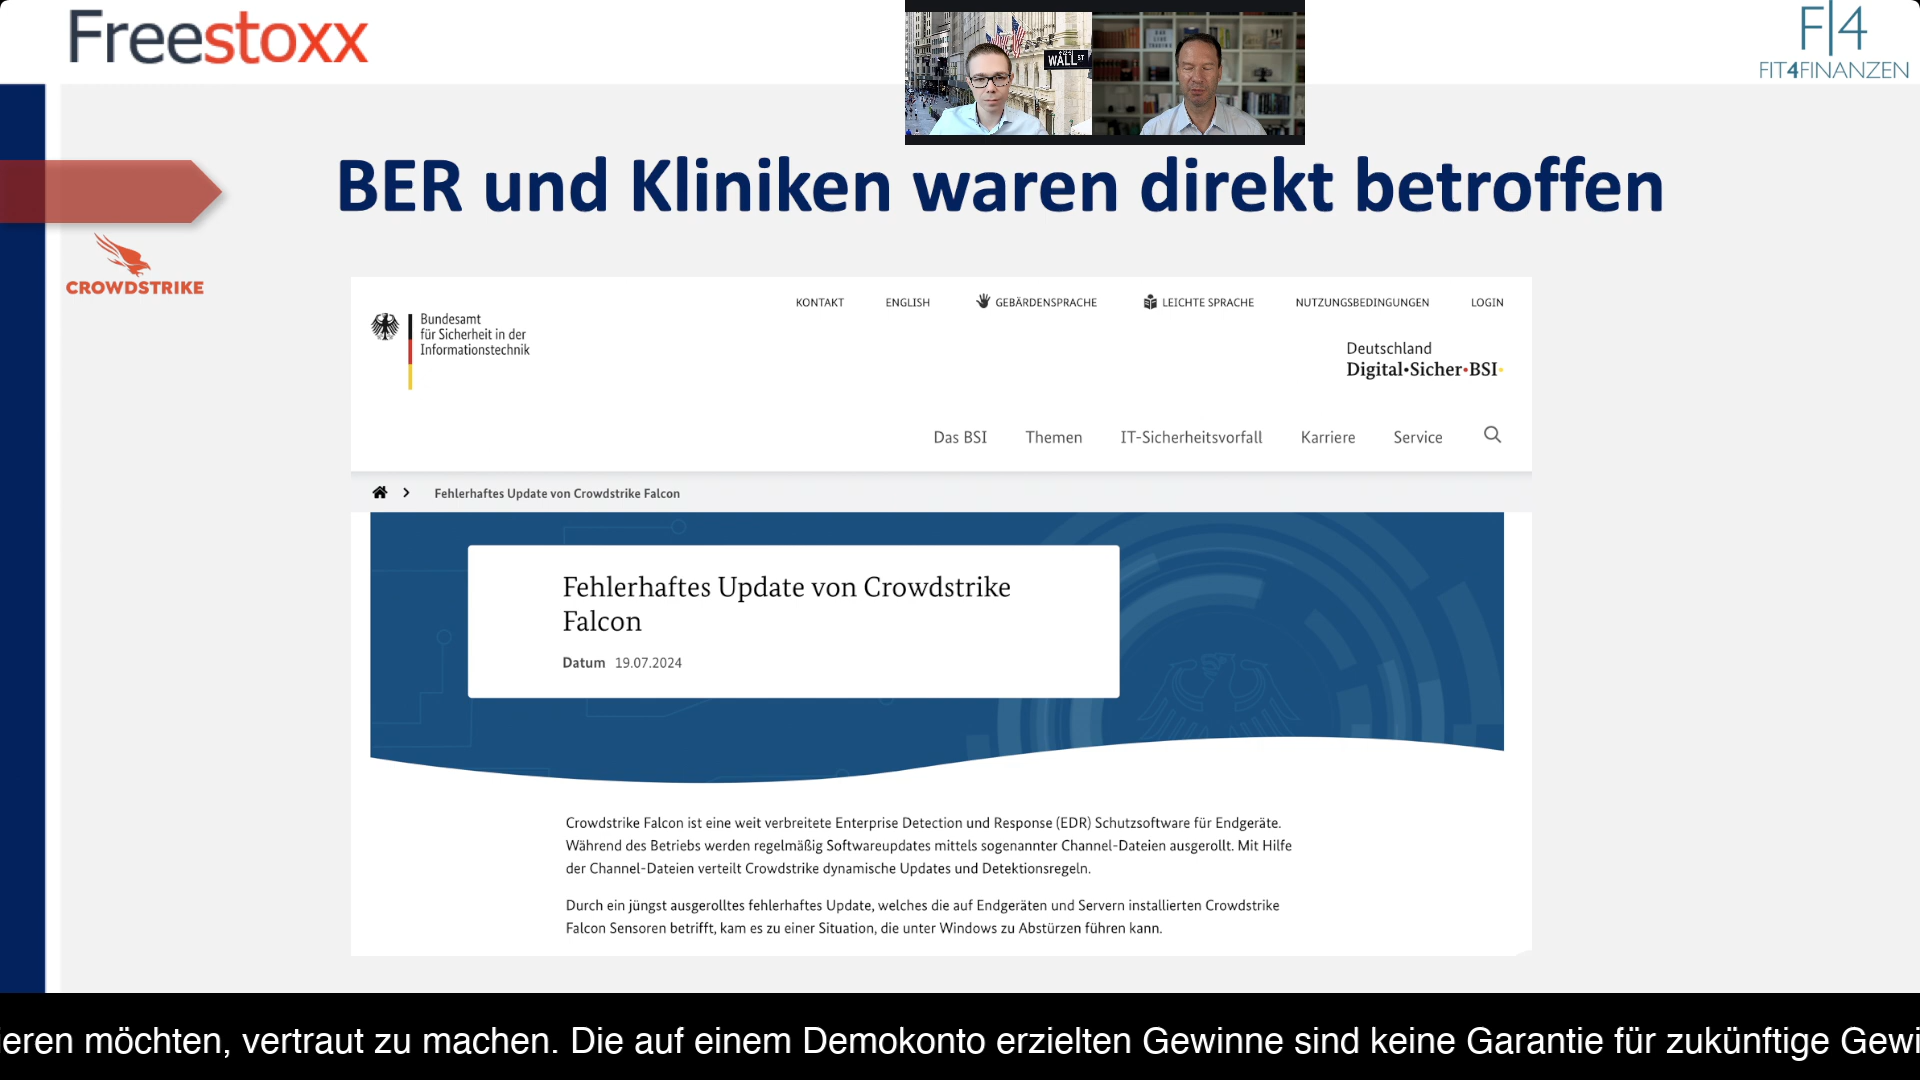 Freestoxx
WALL ST
F|4
FIT4FINANZEN
BER und Kliniken waren direkt betroffen
CROWDSTRIKE
KONTAKT ENGLISH GEBÄRDENSPRACHE LEICHTE SPRACHE NUTZUNGSBEDINGUNGEN LOGIN
Bundesamt
für Sicherheit in der
Informationstechnik
Deutschland
Digital•Sicher•BSI•
Das BSI Themen IT-Sicherheitsvorfall Karriere Service
Fehlerhaftes Update von Crowdstrike Falcon
Fehlerhaftes Update von Crowdstrike
Falcon
Datum 19.07.2024
Crowdstrike Falcon ist eine weit verbreitete Enterprise Detection und Response (EDR) Schutzsoftware für Endgeräte.
Während des Betriebs werden regelmäßig Softwareupdates mittels sogenannter Channel-Dateien ausgerollt. Mit Hilfe
der Channel-Dateien verteilt Crowdstrike dynamische Updates und Detektionsregeln.
Durch ein jüngst ausgerolltes fehlerhaftes Update, welches die auf Endgeräten und Servern installierten Crowdstrike
Falcon Sensoren betrifft, kam es zu einer Situation, die unter Windows zu Abstürzen führen kann.
ieren möchten, vertraut zu machen. Die auf einem Demokonto erzielten Gewinne sind keine Garantie für zukünftige Gewi